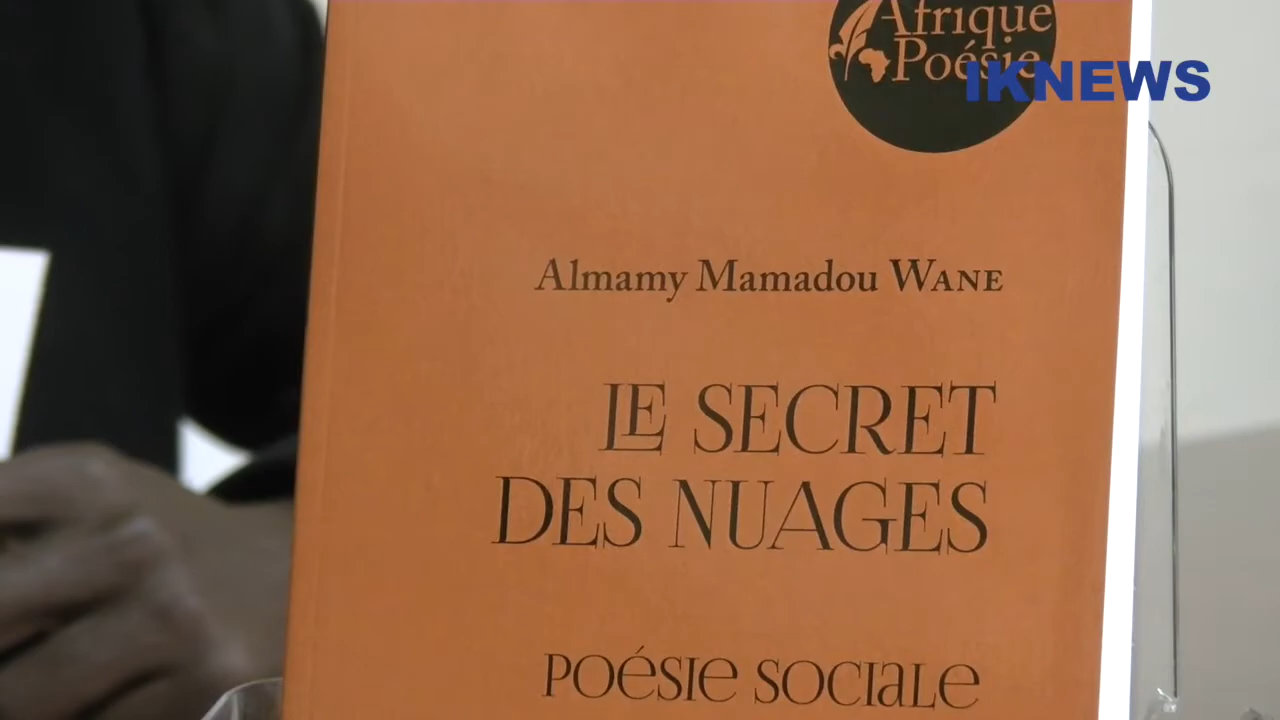 Afrique
Poésie
IKNEWS
Almamy Mamadou WANE
LE SECRET
DES NUAGES
POÉSIE SOCIALE